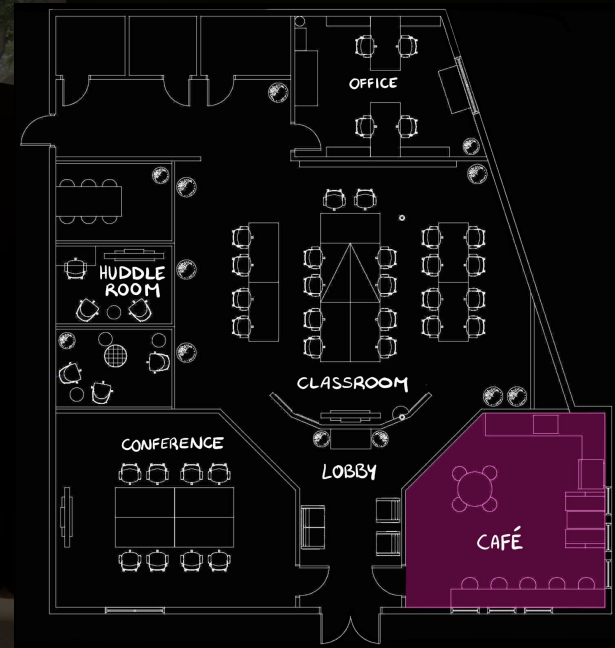 OFFICE
HUDDLE
ROOM
CLASSROOM
CONFERENCE
LOBBY
CAFÉ